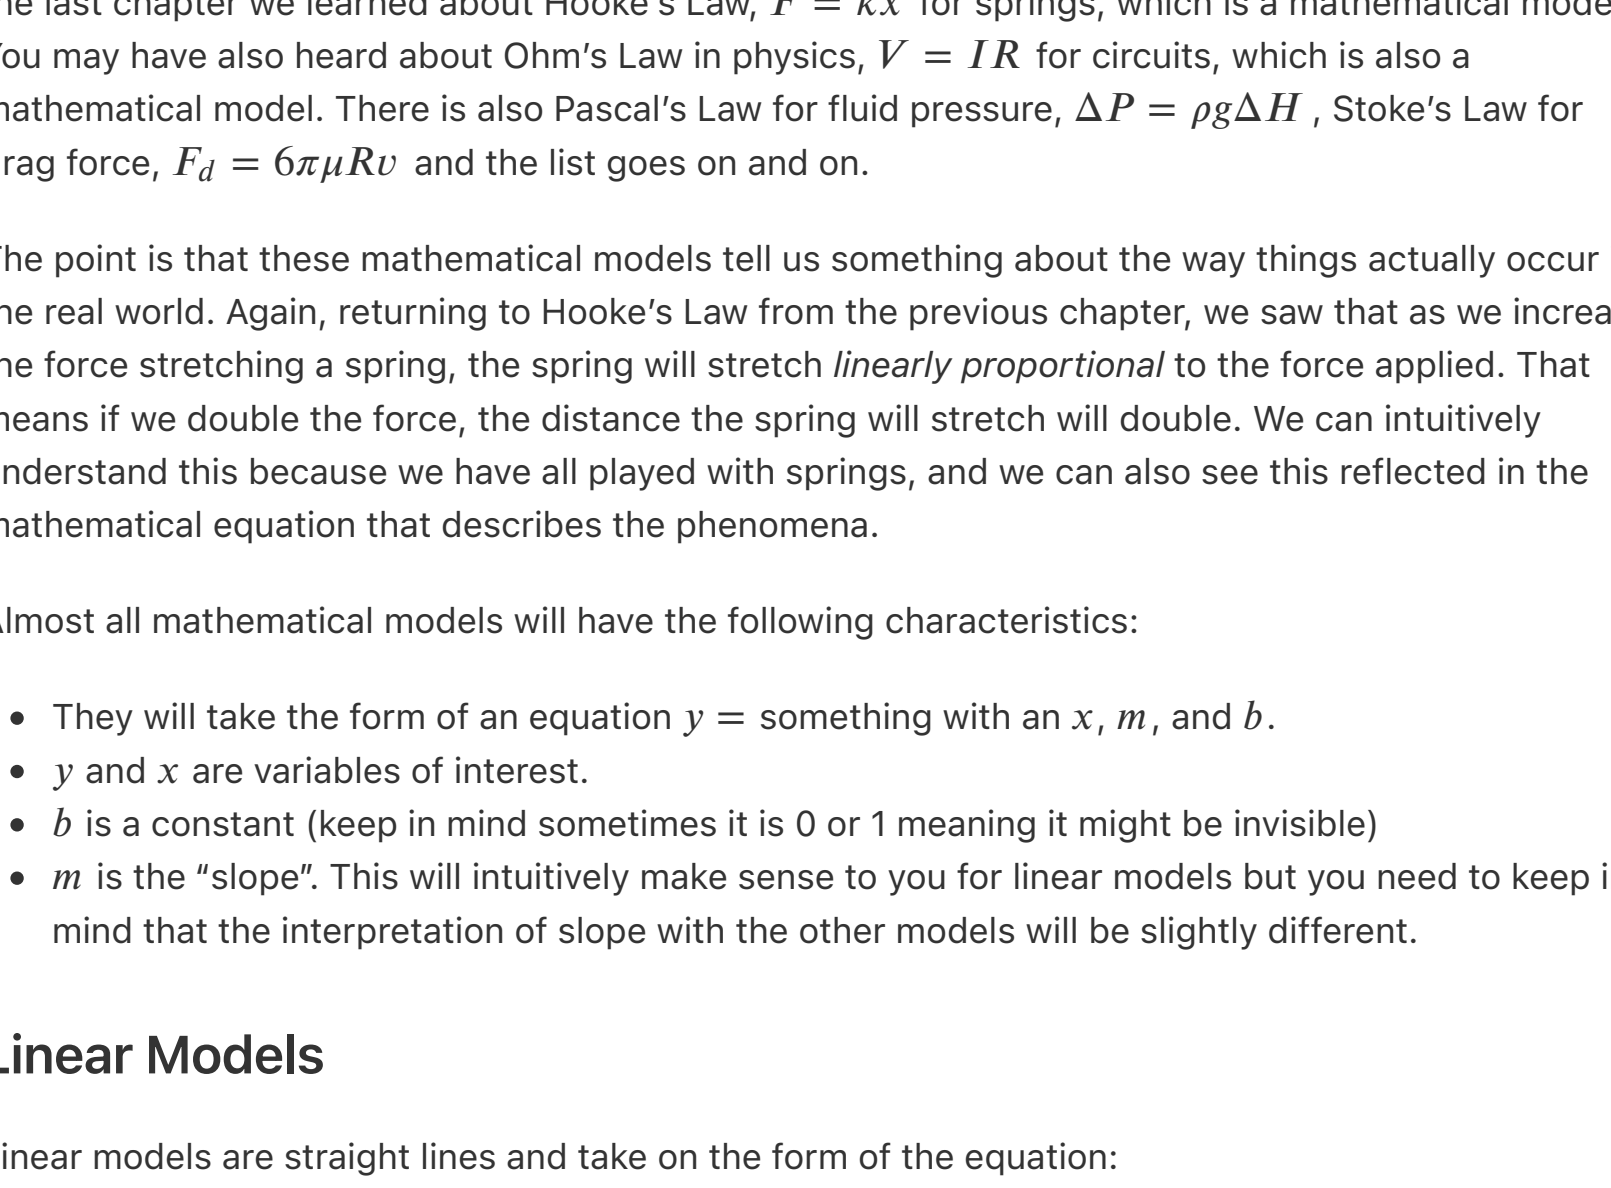 he last chapter we learned about Hooke's Law, F = kx for springs, which is a mathematical mode
ou may have also heard about Ohm's Law in physics, V = IR for circuits, which is also a
nathematical model. There is also Pascal's Law for fluid pressure, ΔP = ρgΔH , Stoke's Law for
rag force, F_d = 6πμRv and the list goes on and on.
he point is that these mathematical models tell us something about the way things actually occur
he real world. Again, returning to Hooke's Law from the previous chapter, we saw that as we increa
he force stretching a spring, the spring will stretch linearly proportional to the force applied. That
neans if we double the force, the distance the spring will stretch will double. We can intuitively
nderstand this because we have all played with springs, and we can also see this reflected in the
nathematical equation that describes the phenomena.
Almost all mathematical models will have the following characteristics:
• They will take the form of an equation y = something with an x, m, and b.
• y and x are variables of interest.
• b is a constant (keep in mind sometimes it is 0 or 1 meaning it might be invisible)
• m is the “slope”. This will intuitively make sense to you for linear models but you need to keep i
mind that the interpretation of slope with the other models will be slightly different.
Linear Models
inear models are straight lines and take on the form of the equation: